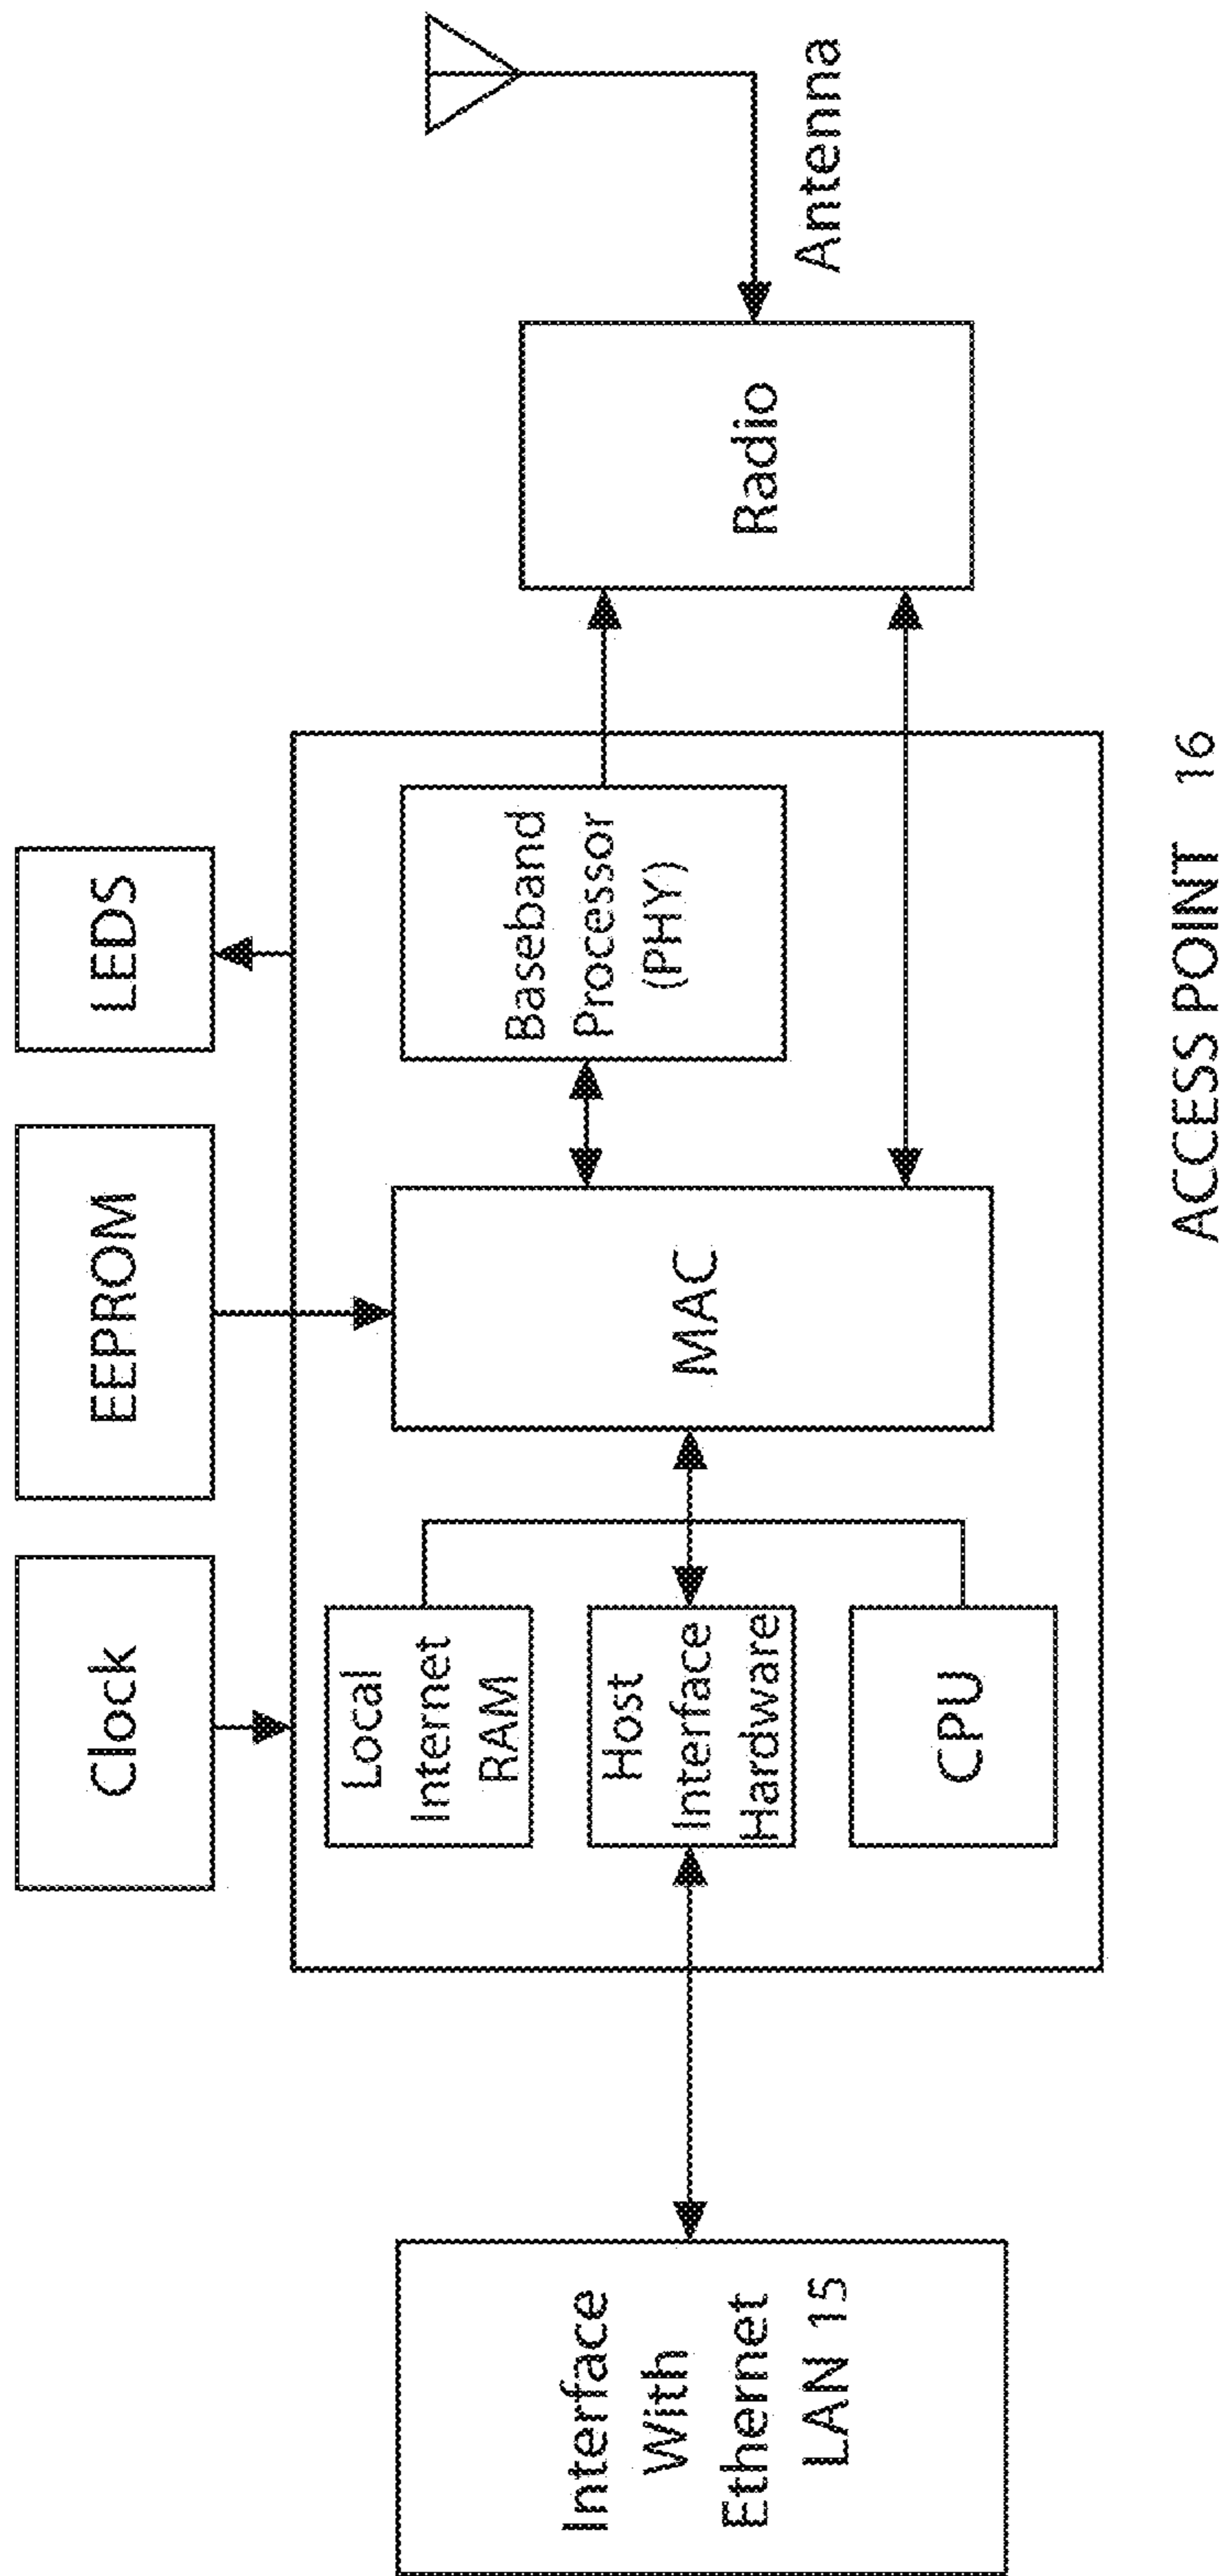 Clock
EEPROM
LEDS
Interface
With
Ethernet
LAN 15
Local
Internet
RAM
Host
Interface
Hardware
CPU
MAC
Baseband
Processor
(PHY)
Radio
Antenna
ACCESS POINT 16